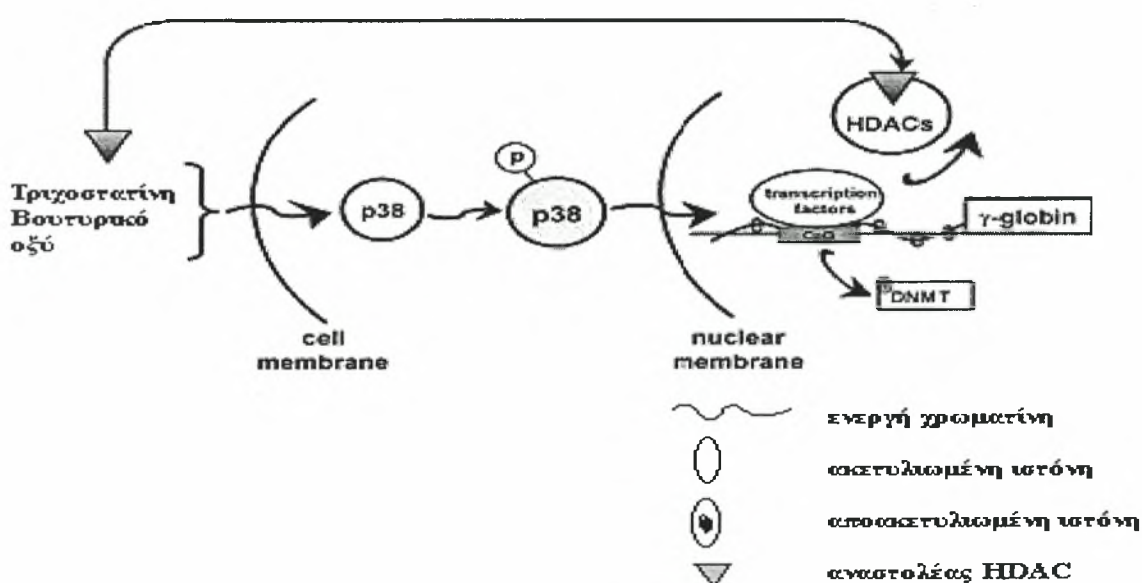 HDACs
Τριχοστατίνη
Βουτυρικό
οξύ
p38
P
p38
transcription
factors
γ-globin
DNMT
cell
membrane
nuclear
membrane
ενεργή χρωματίνη
ακετυλιωμένη ιστόνη
αποακετυλιωμένη ιστόνη
αναστολέας HDAC